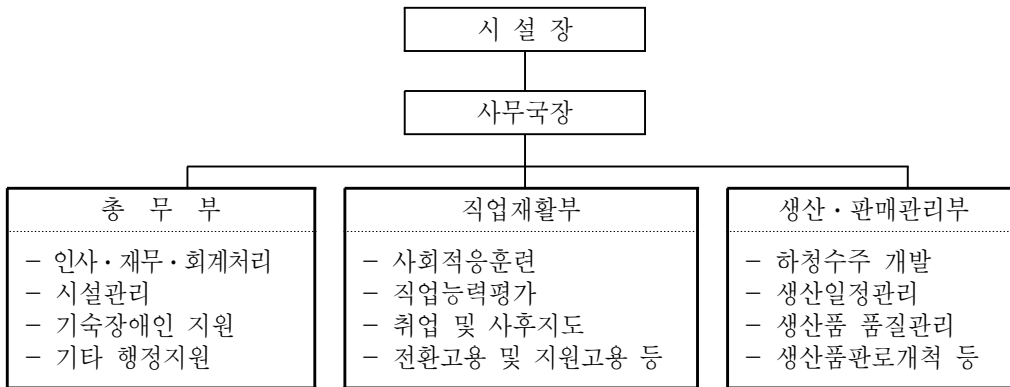 시 설 장
사무국장
총 무 부
- 인사·재무·회계처리
- 시설관리
- 기숙장애인 지원
- 기타 행정지원
직업재활부
- 사회적응훈련
- 직업능력평가
- 취업 및 사후지도
- 전환고용 및 지원고용 등
생산·판매관리부
- 하청수주 개발
- 생산일정관리
- 생산품 품질관리
- 생산품판로개척 등